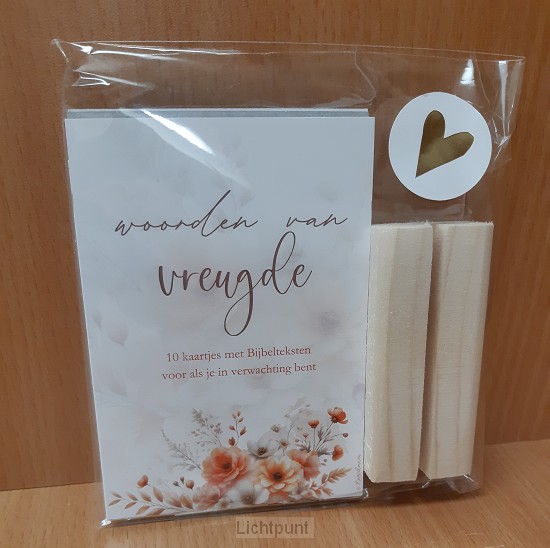 woorden van
vreugde
10 kaartjes met Bijbelteksten
voor als je in verwachting bent
Lichtpunt